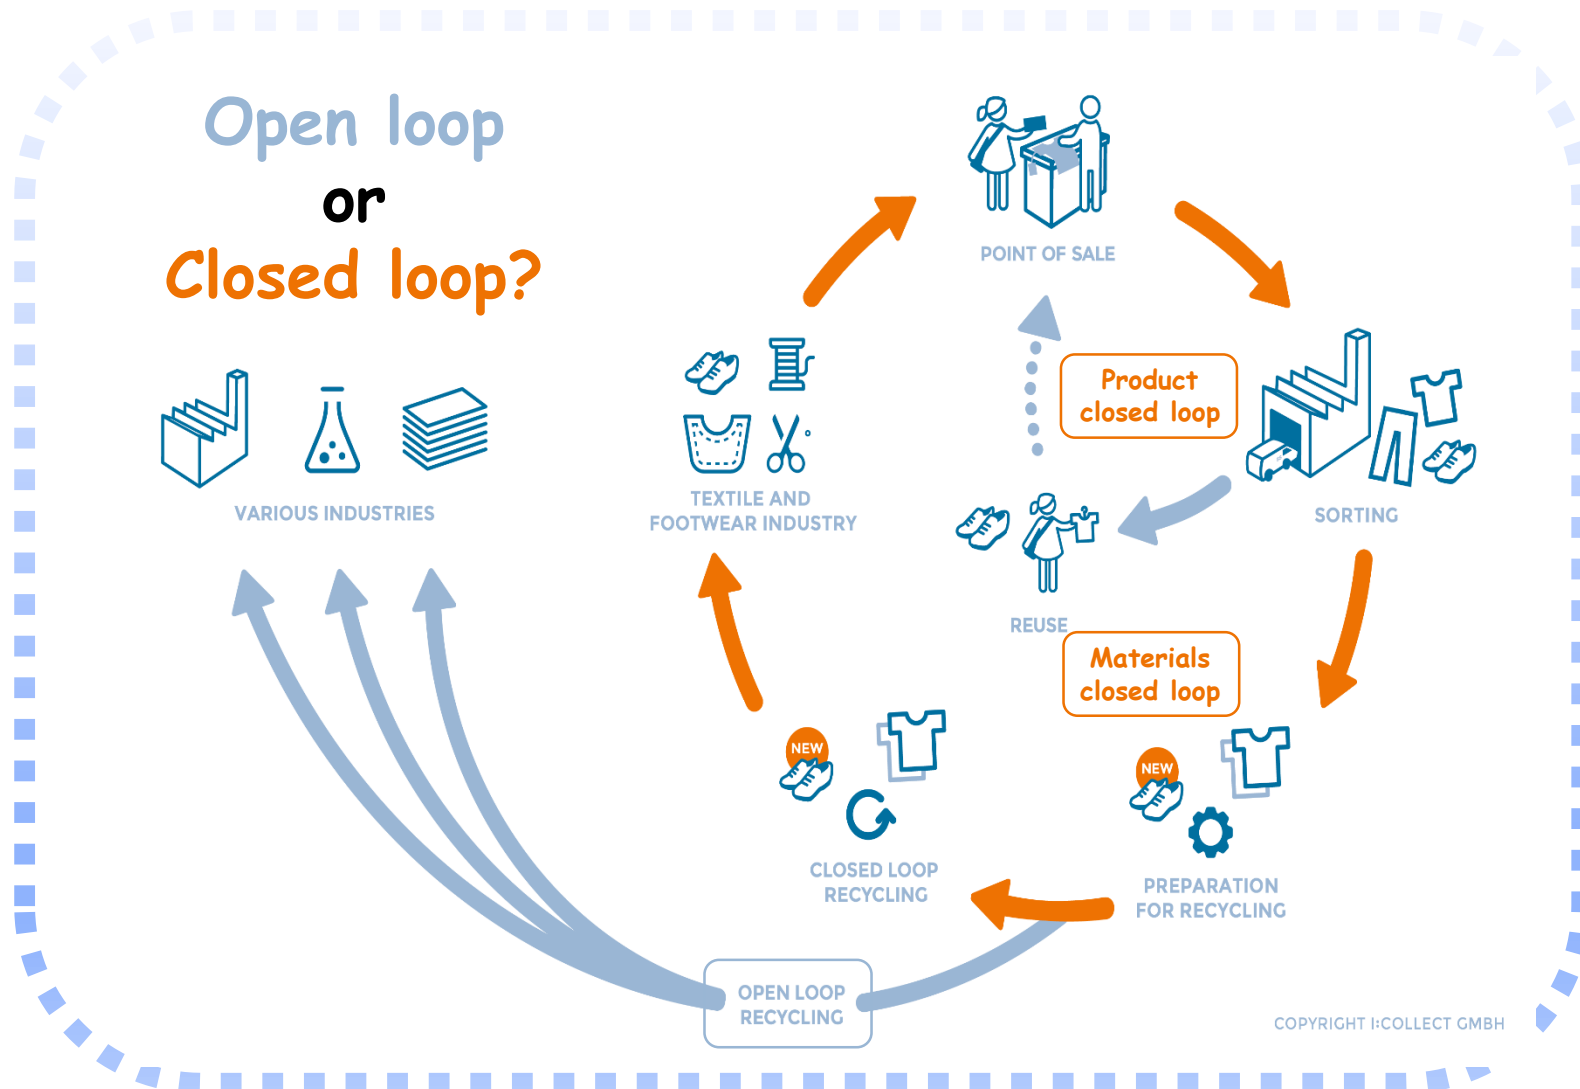 Open loop
or
Closed loop?
POINT OF SALE
Product
closed loop
TEXTILE AND
FOOTWEAR INDUSTRY
VARIOUS INDUSTRIES
SORTING
REUSE
Materials
closed loop
NEW
NEW
CLOSED LOOP
RECYCLING
PREPARATION
FOR RECYCLING
OPEN LOOP
RECYCLING
COPYRIGHT I:COLLECT GMBH